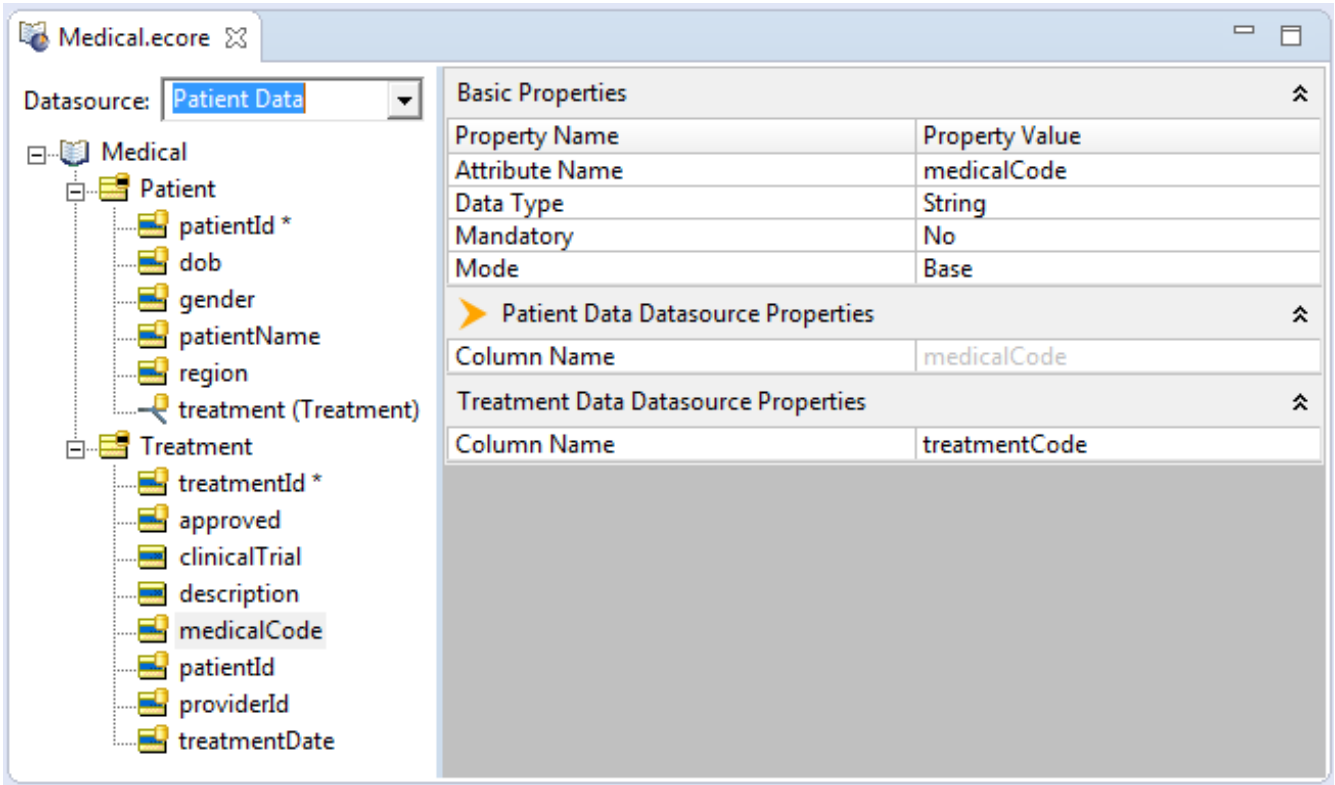 Medical.ecore
Datasource: Patient Data
Medical
Patient
patientId *
dob
gender
patientName
region
treatment (Treatment)
Treatment
treatmentId *
approved
clinicalTrial
description
medicalCode
patientId
providerId
treatmentDate
Basic Properties
Property Name Property Value
Attribute Name medicalCode
Data Type String
Mandatory No
Mode Base
Patient Data Datasource Properties
Column Name medicalCode
Treatment Data Datasource Properties
Column Name treatmentCode